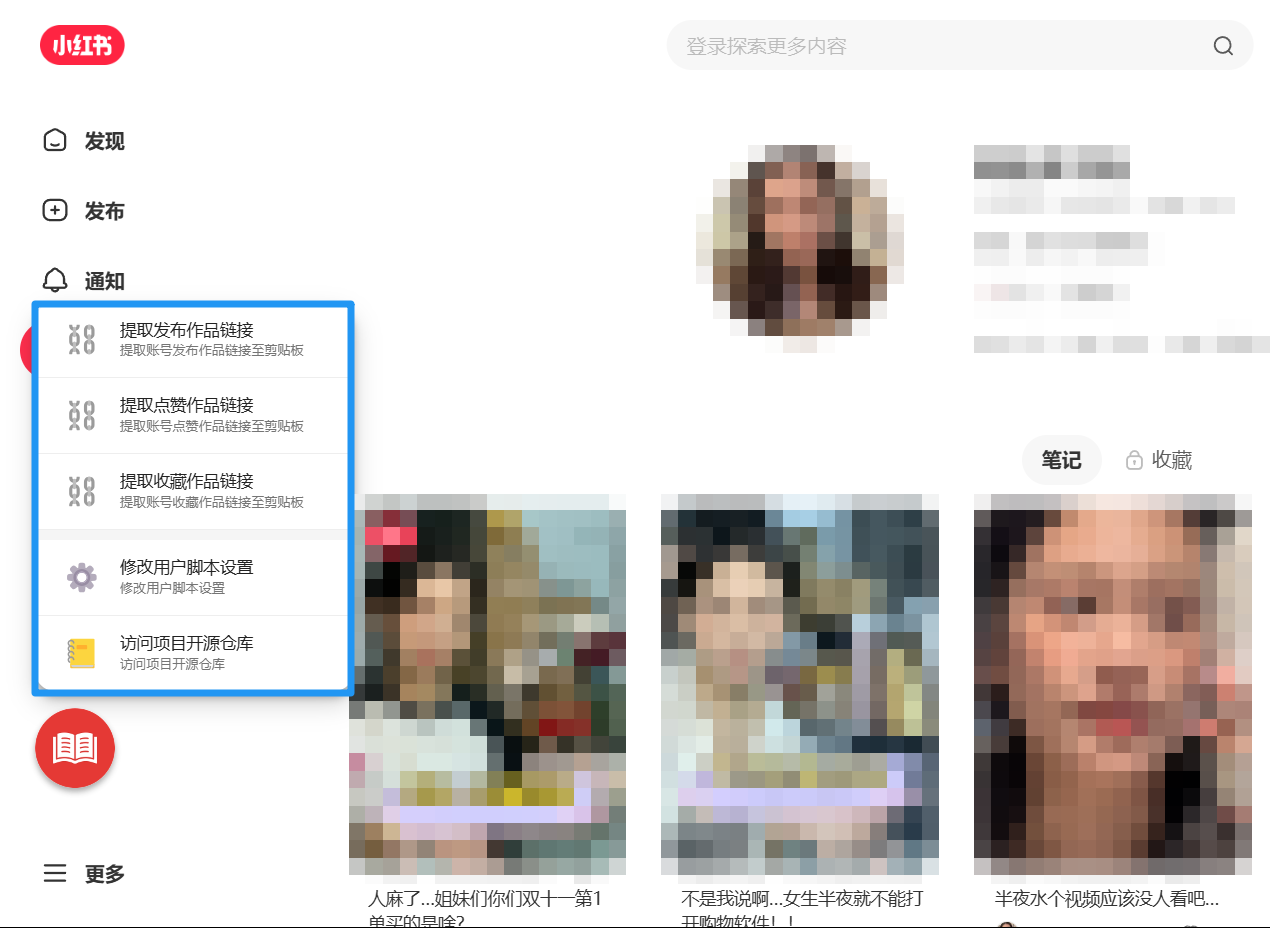 小红书
登录探索更多内容
发现
发布
通知
提取发布作品链接
提取账号发布作品链接至剪贴板
提取点赞作品链接
提取账号点赞作品链接至剪贴板
提取收藏作品链接
提取账号收藏作品链接至剪贴板
修改用户脚本设置
修改用户脚本设置
访问项目开源仓库
访问项目开源仓库
更多
笔记
收藏
人麻了...姐妹们你们双十一第1
单买的是啥?
不是我说啊...女生半夜就不能打
开购物软件！！
半夜水个视频应该没人看吧...